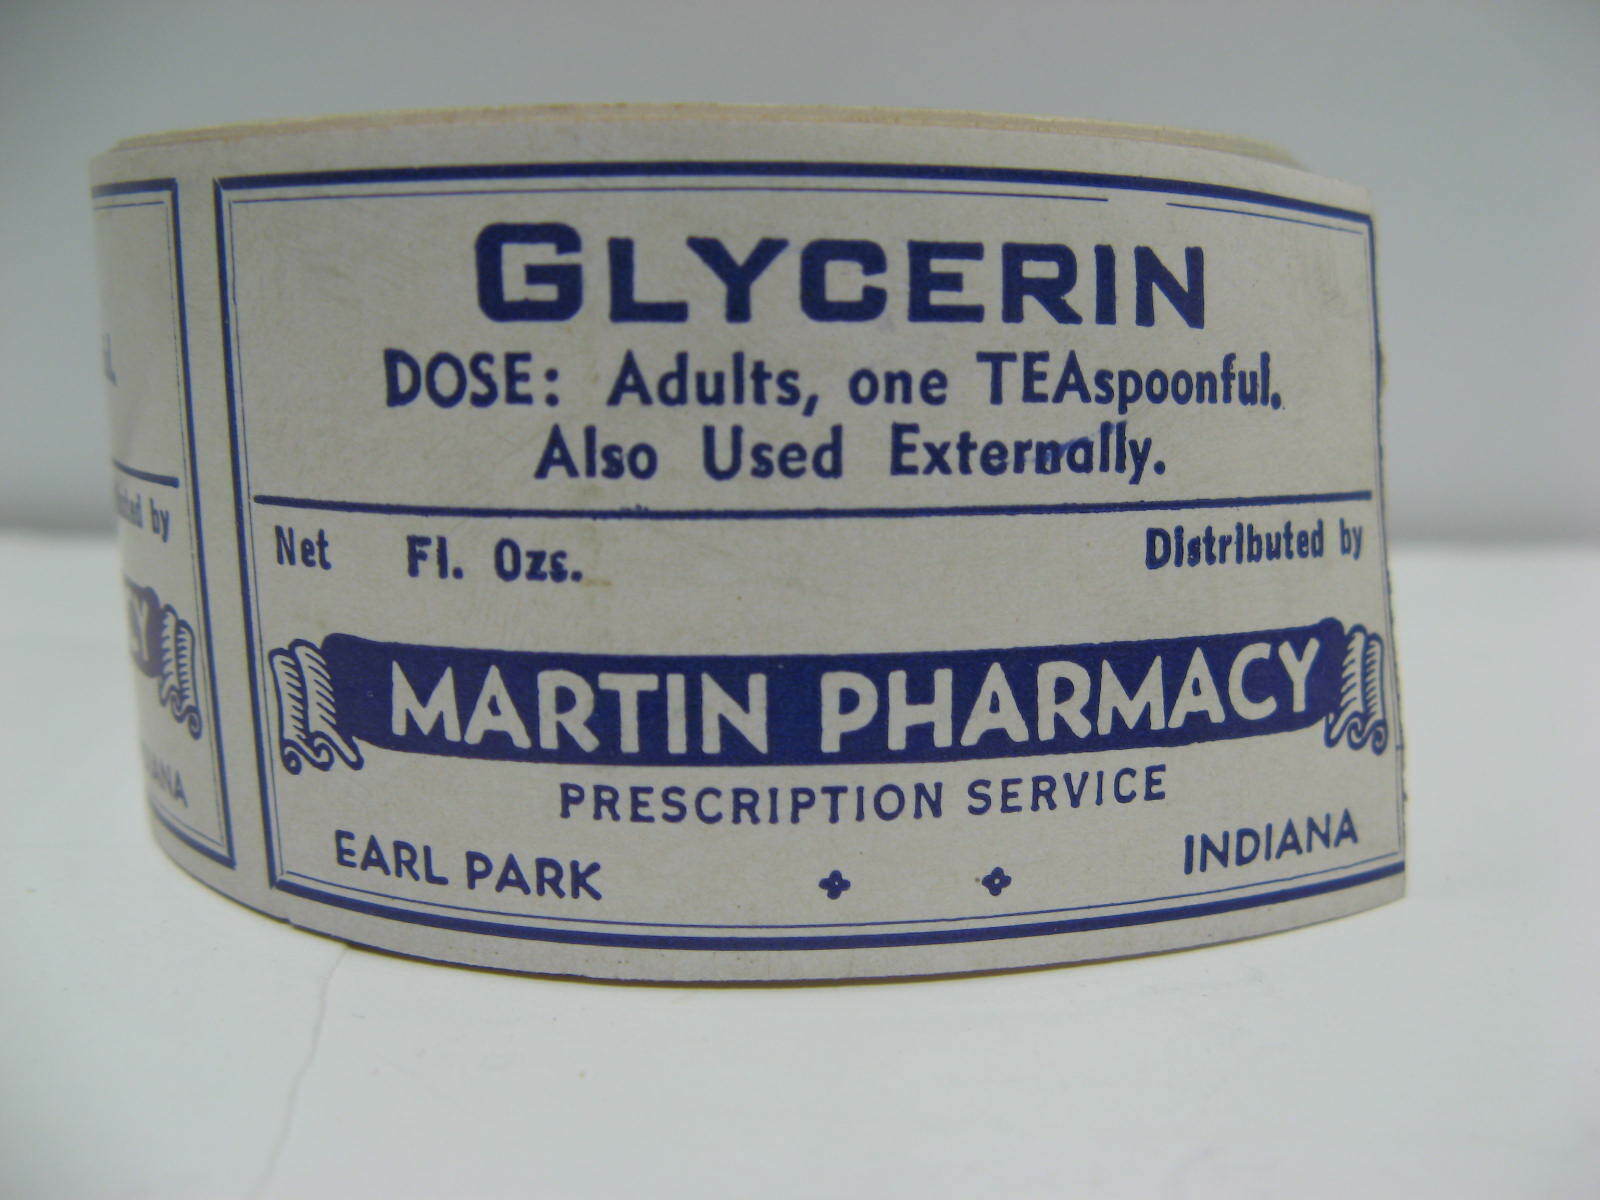 GLYCERIN
DOSE: Adults, one TEAspoonful.
Also Used Externally.
Net Fl. Ozs. Distributed by
MARTIN PHARMACY
PRESCRIPTION SERVICE
EARL PARK INDIANA
by